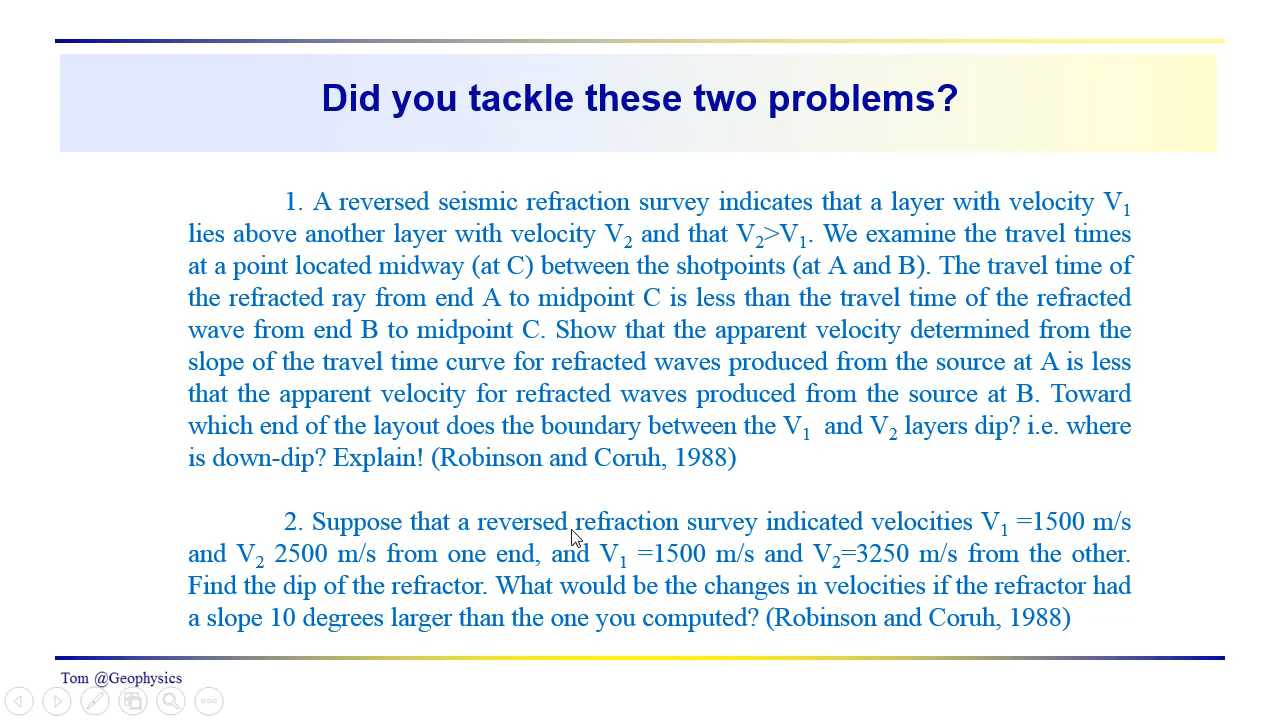 Did you tackle these two problems?
1. A reversed seismic refraction survey indicates that a layer with velocity V₁
lies above another layer with velocity V₂ and that V₂>V₁. We examine the travel times
at a point located midway (at C) between the shotpoints (at A and B). The travel time of
the refracted ray from end A to midpoint C is less than the travel time of the refracted
wave from end B to midpoint C. Show that the apparent velocity determined from the
slope of the travel time curve for refracted waves produced from the source at A is less
that the apparent velocity for refracted waves produced from the source at B. Toward
which end of the layout does the boundary between the V₁ and V₂ layers dip? i.e. where
is down-dip? Explain! (Robinson and Coruh, 1988)
2. Suppose that a reversed refraction survey indicated velocities V₁ =1500 m/s
and V₂ 2500 m/s from one end, and V₁ =1500 m/s and V₂=3250 m/s from the other.
Find the dip of the refractor. What would be the changes in velocities if the refractor had
a slope 10 degrees larger than the one you computed? (Robinson and Coruh, 1988)
Tom @Geophysics